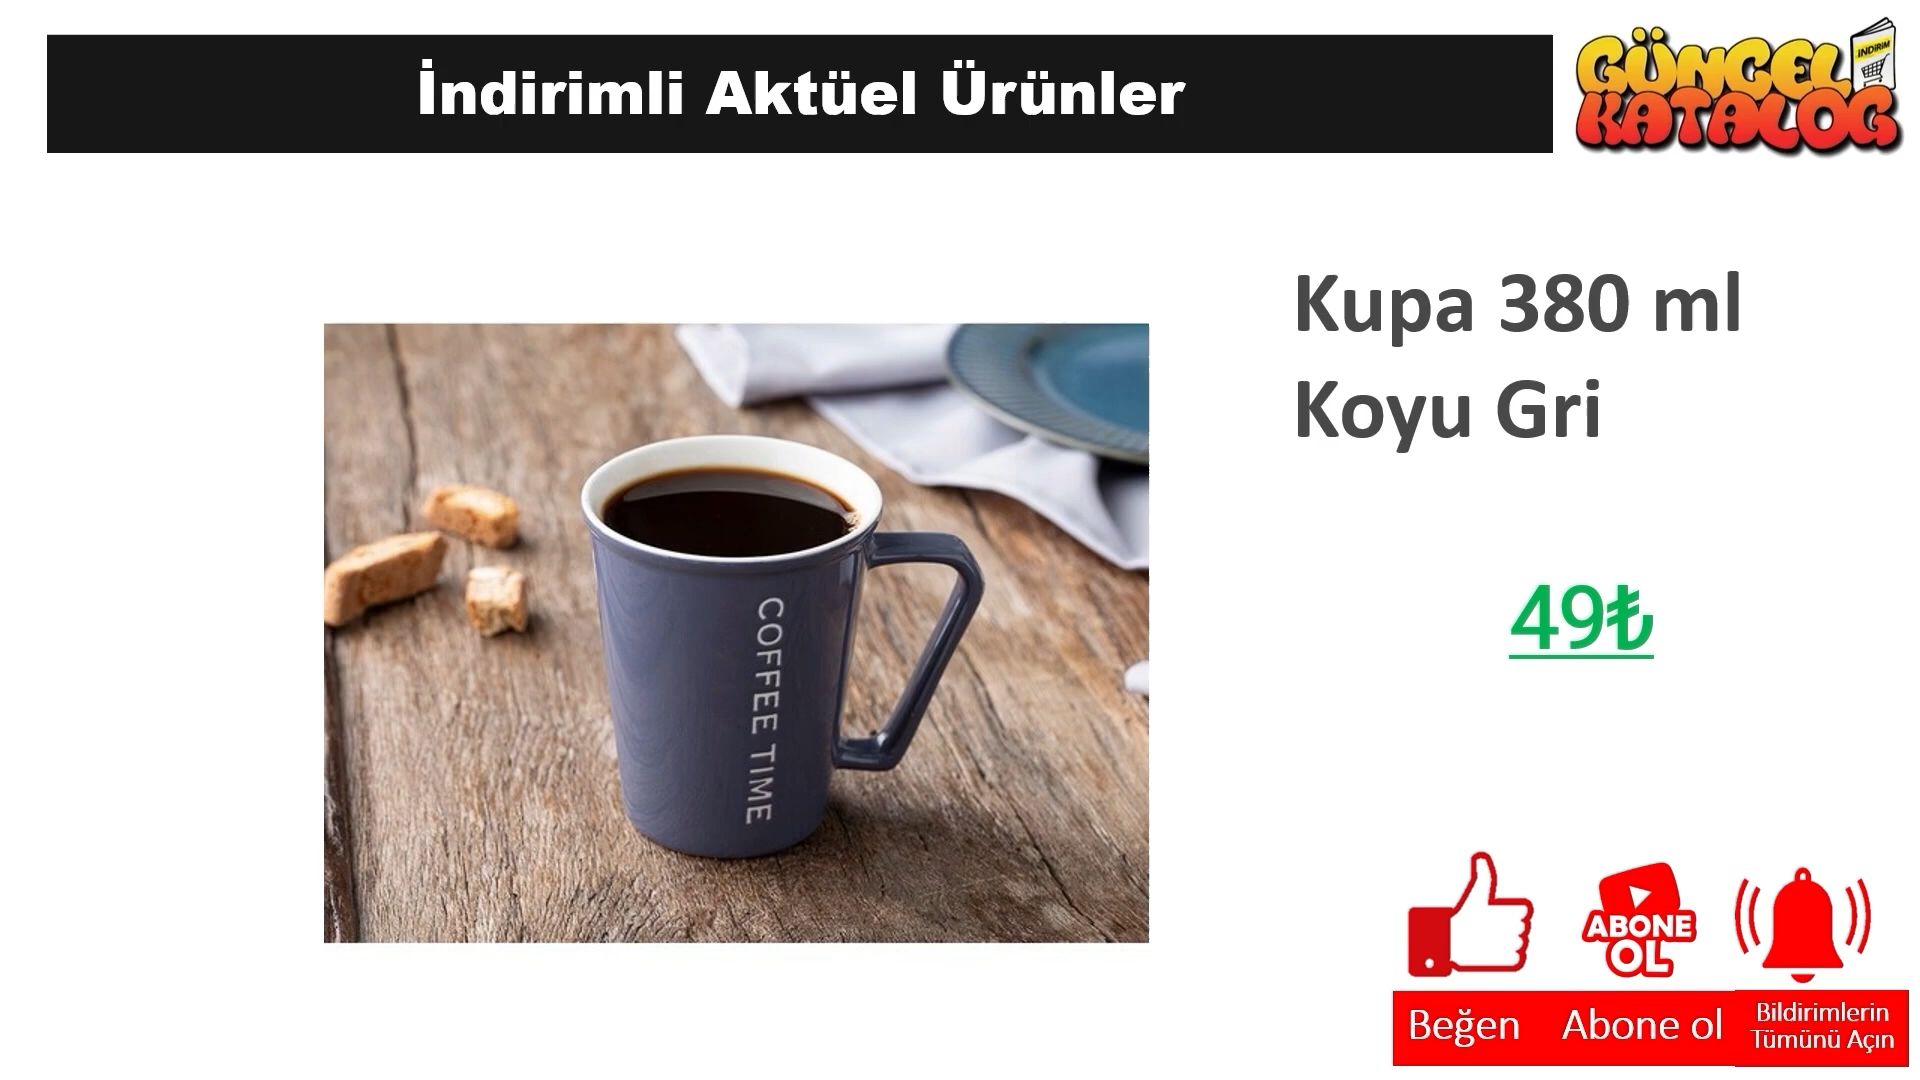 İndirimli Aktüel Ürünler
GÜNCEL
KATALOG
İNDİRİM
Kupa 380 ml
Koyu Gri
49₺
COFFEE TIME
ABONE
OL
Beğen
Abone ol
Bildirimlerin
Tümünü Açın